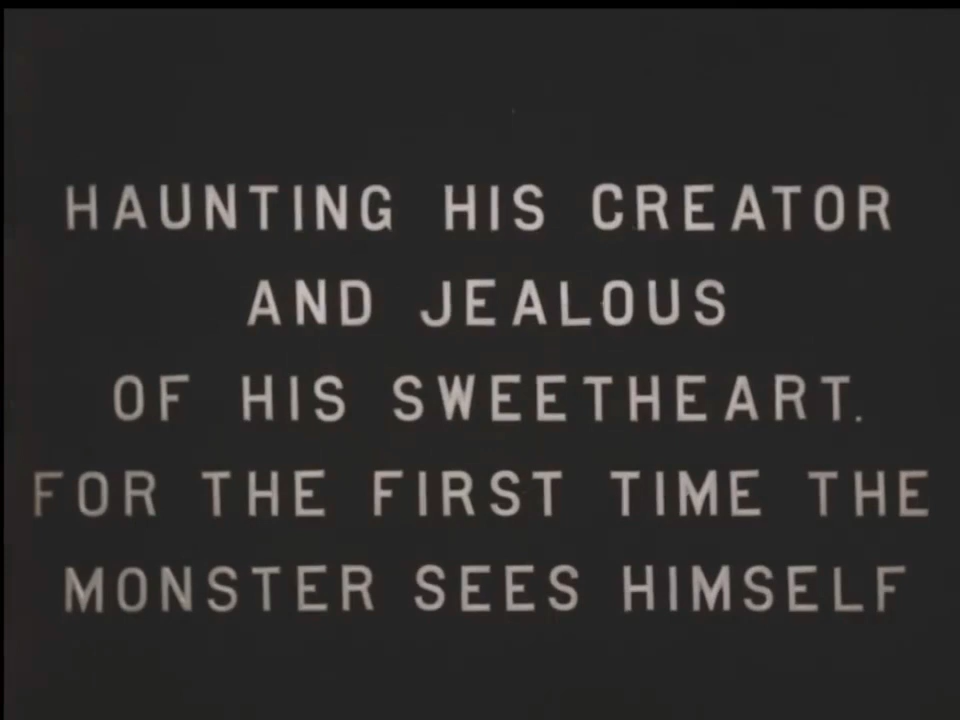 HAUNTING HIS CREATOR
AND JEALOUS
OF HIS SWEETHEART.
FOR THE FIRST TIME THE
MONSTER SEES HIMSELF